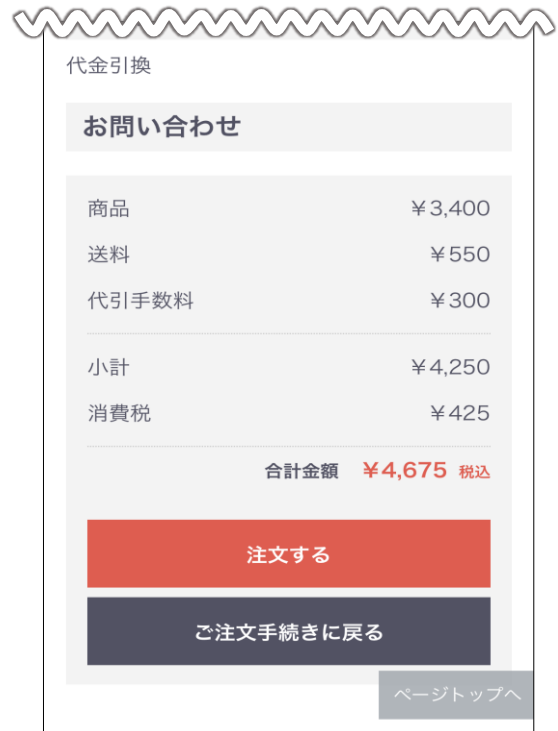 代金引換
お問い合わせ
商品 ￥3,400
送料 ￥550
代引手数料 ￥300
小計 ￥4,250
消費税 ￥425
合計金額 ￥4,675 税込
注文する
ご注文手続きに戻る
ページトップへ